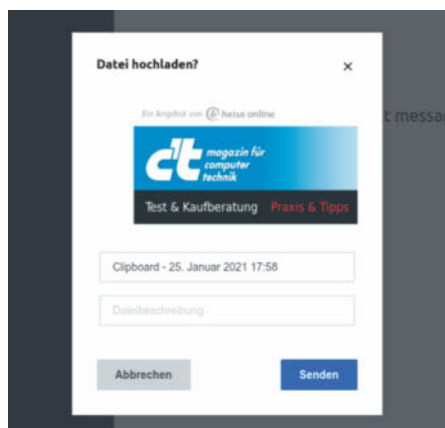 Datei hochladen? ×
t messa
Ein Angebot von heise online
c't magazin für
computer
technik
Test & Kaufberatung Praxis & Tipps
Clipboard - 25. Januar 2021 17:58
Dateibeschreibung
Abbrechen Senden